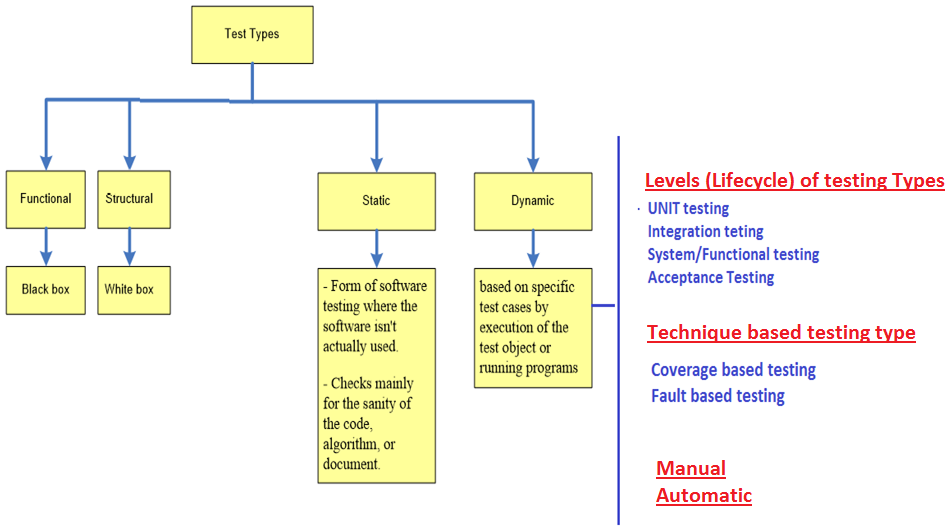 Test Types
Functional
Structural
Static
Dynamic
Black box
White box
- Form of software
testing where the
software isn't
actually used.
- Checks mainly
for the sanity of
the code,
algorithm, or
document.
based on specific
test cases by
execution of the
test object or
running programs
Levels (Lifecycle) of testing Types
· UNIT testing
Integration teting
System/Functional testing
Acceptance Testing
Technique based testing type
Coverage based testing
Fault based testing
Manual
Automatic